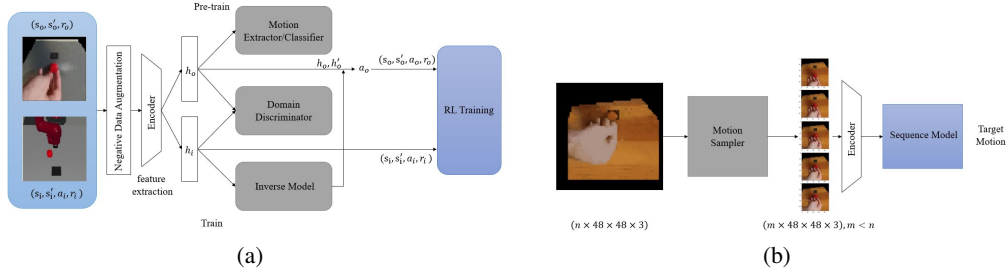 Pre-train
(s_o, s'_o, r_o)
Negative Data Augmentation
Encoder
feature
extraction
h_o
h_i
Motion
Extractor/Classifier
h_o, h'_o
a_o
(s_o, s'_o, a_o, r_o)
Domain
Discriminator
RL Training
(s_i, s'_i, a_i, r_i)
Inverse Model
(s_i, s'_i, a_i, r_i)
Train
(a)
Motion
Sampler
Encoder
Sequence Model
Target
Motion
(n × 48 × 48 × 3)
(m × 48 × 48 × 3), m < n
(b)